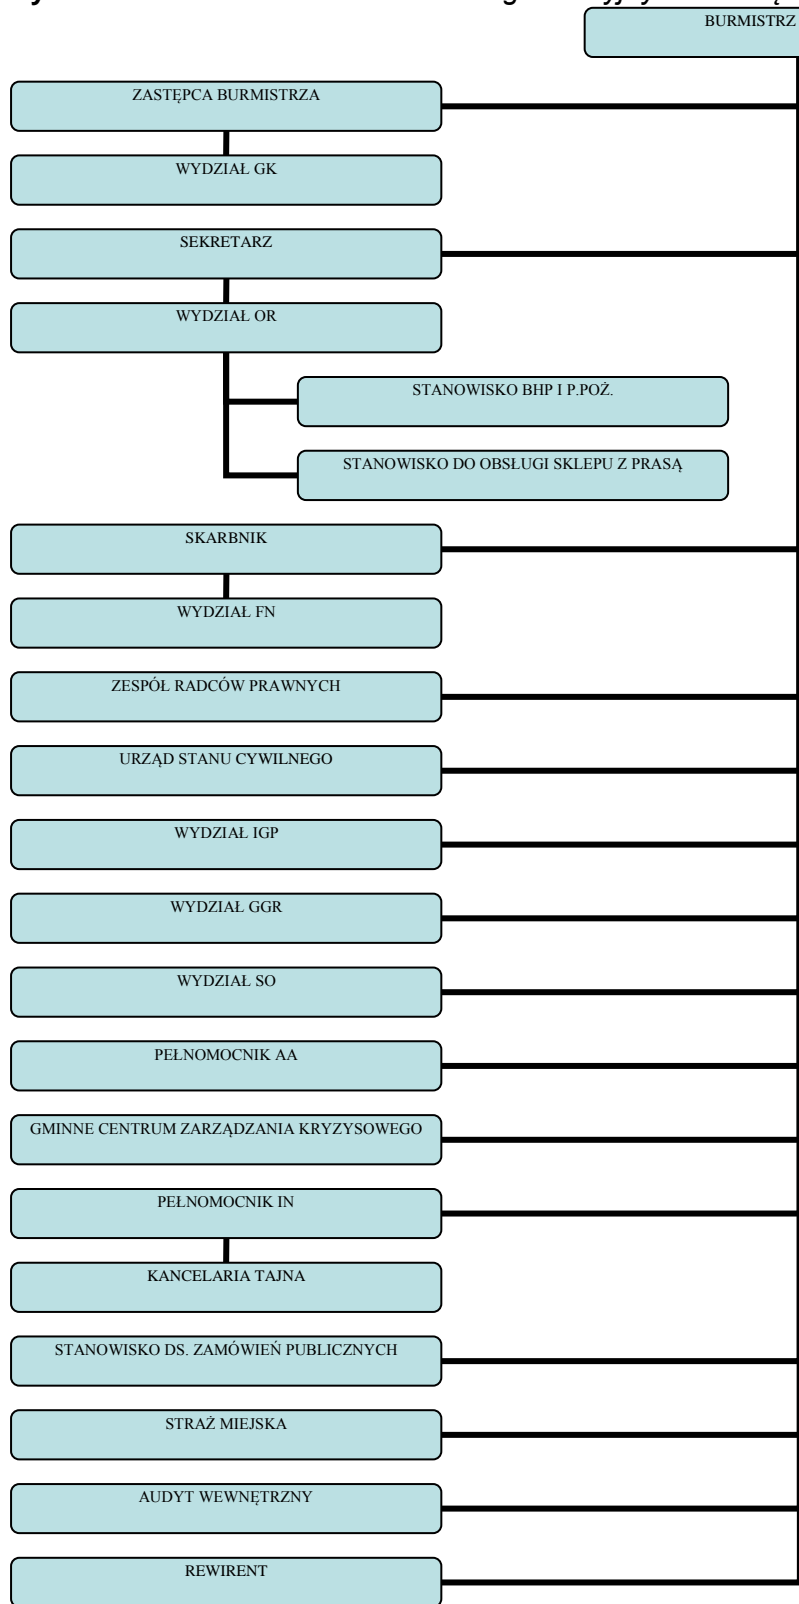 BURMISTRZ
ZASTĘPCA BURMISTRZA
WYDZIAŁ GK
SEKRETARZ
WYDZIAŁ OR
STANOWISKO BHP I P.POŻ.
STANOWISKO DO OBSŁUGI SKLEPU Z PRASĄ
SKARBNIK
WYDZIAŁ FN
ZESPÓŁ RADCÓW PRAWNYCH
URZĄD STANU CYWILNEGO
WYDZIAŁ IGP
WYDZIAŁ GGR
WYDZIAŁ SO
PEŁNOMOCNIK AA
GMINNE CENTRUM ZARZĄDZANIA KRYZYSOWEGO
PEŁNOMOCNIK IN
KANCELARIA TAJNA
STANOWISKO DS. ZAMÓWIEŃ PUBLICZNYCH
STRAŻ MIEJSKA
AUDYT WEWNĘTRZNY
REWIRENT